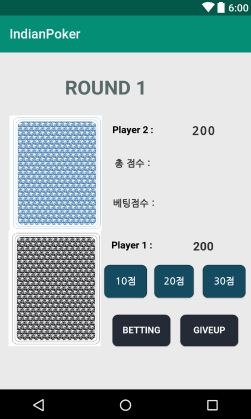 6:00
IndianPoker
ROUND 1
Player 2 : 200
총 점수 :
베팅점수 :
Player 1 : 200
10점 20점 30점
BETTING GIVEUP